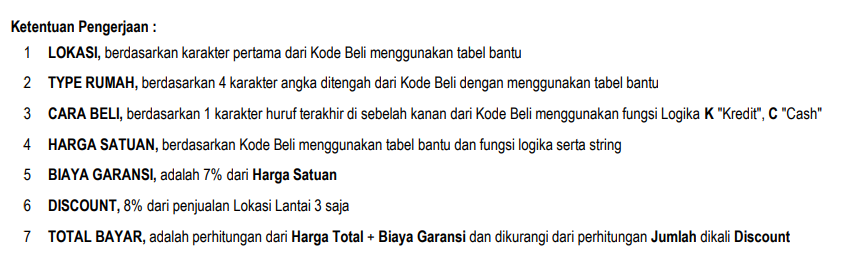 Ketentuan Pengerjaan :
1 LOKASI, berdasarkan karakter pertama dari Kode Beli menggunakan tabel bantu
2 TYPE RUMAH, berdasarkan 4 karakter angka ditengah dari Kode Beli dengan menggunakan tabel bantu
3 CARA BELI, berdasarkan 1 karakter huruf terakhir di sebelah kanan dari Kode Beli menggunakan fungsi Logika K "Kredit", C "Cash"
4 HARGA SATUAN, berdasarkan Kode Beli menggunakan tabel bantu dan fungsi logika serta string
5 BIAYA GARANSI, adalah 7% dari Harga Satuan
6 DISCOUNT, 8% dari penjualan Lokasi Lantai 3 saja
7 TOTAL BAYAR, adalah perhitungan dari Harga Total + Biaya Garansi dan dikurangi dari perhitungan Jumlah dikali Discount